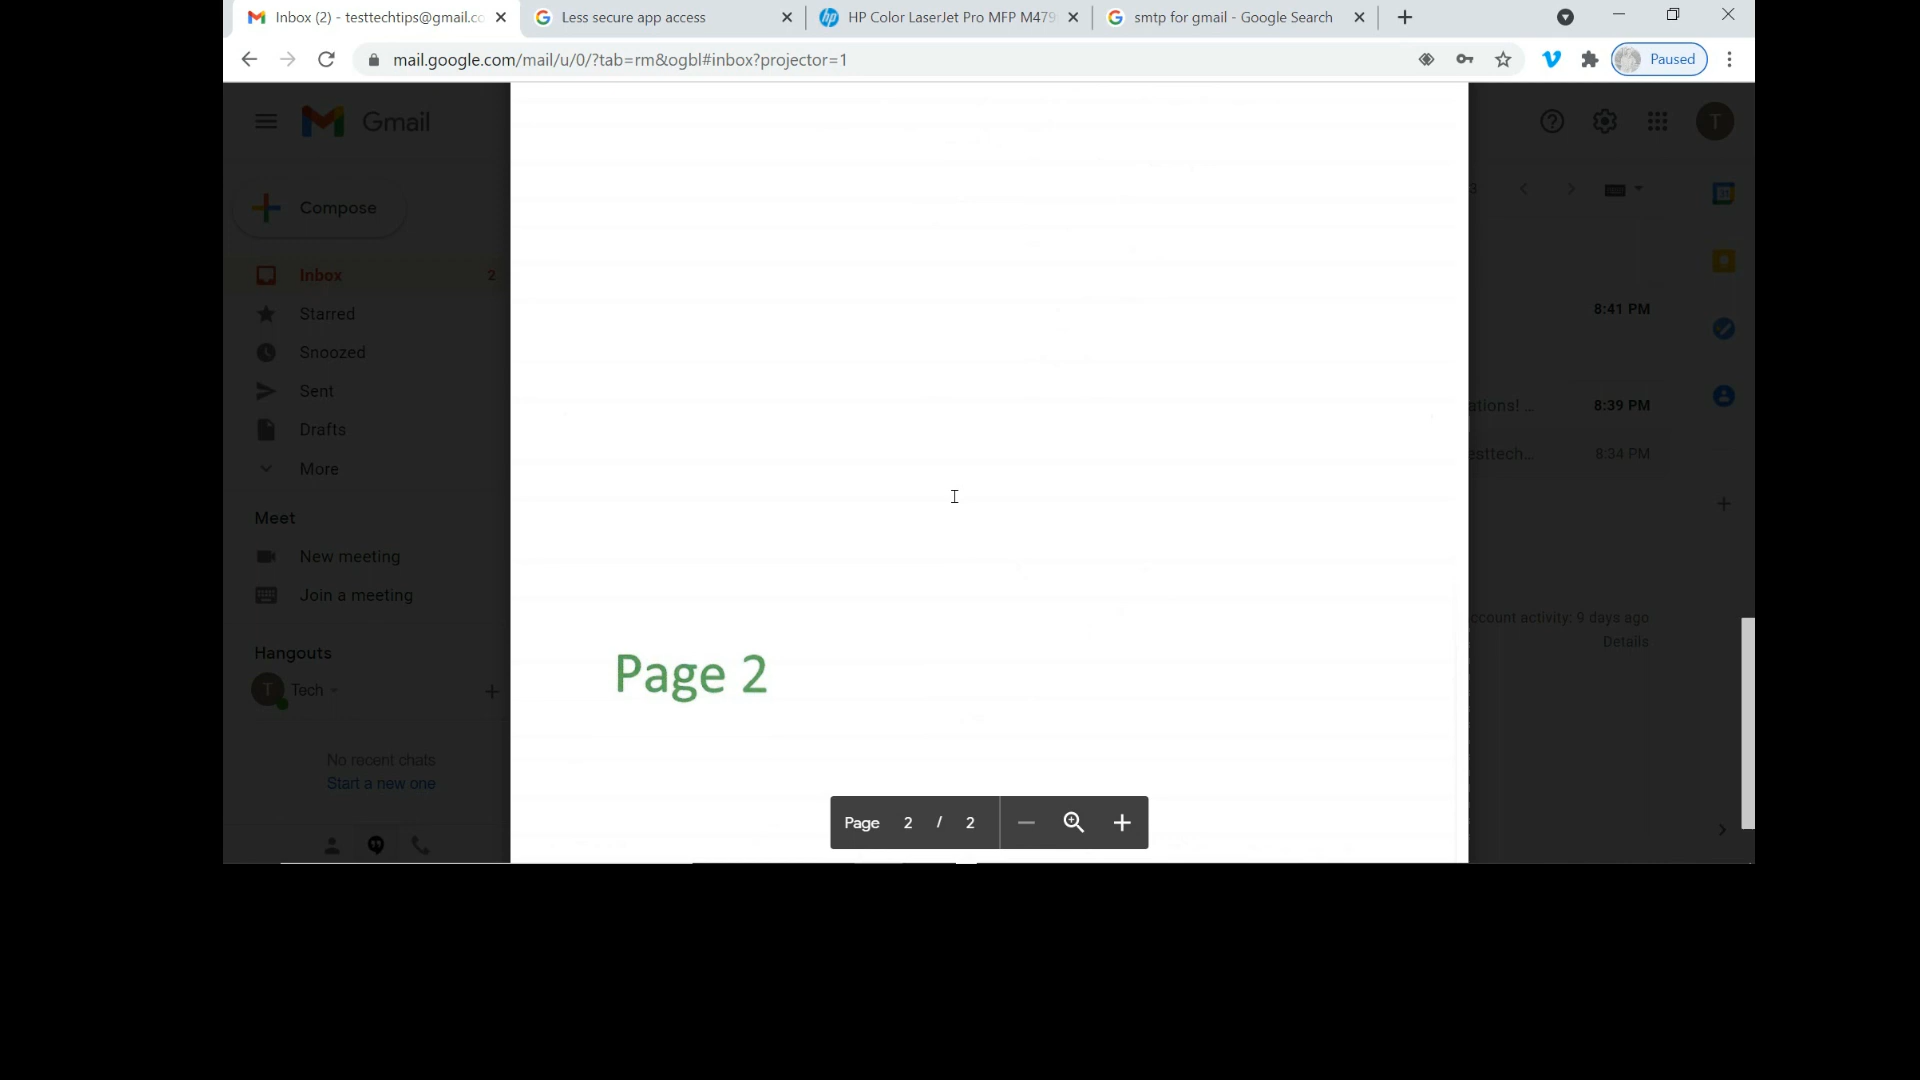 Inbox (2) - testtechtips@gmail.co
Less secure app access
HP Color LaserJet Pro MFP M479
smtp for gmail - Google Search
mail.google.com/mail/u/0/?tab=rm&ogbl#inbox?projector=1
Paused
Gmail
T
3
Compose
Inbox 2
Starred
8:41 PM
Snoozed
Sent
ations! ... 8:39 PM
Drafts
esttech... 8:34 PM
More
Meet
New meeting
Join a meeting
ccount activity: 9 days ago
Details
Hangouts
T Tech
Page 2
No recent chats
Start a new one
Page 2 / 2